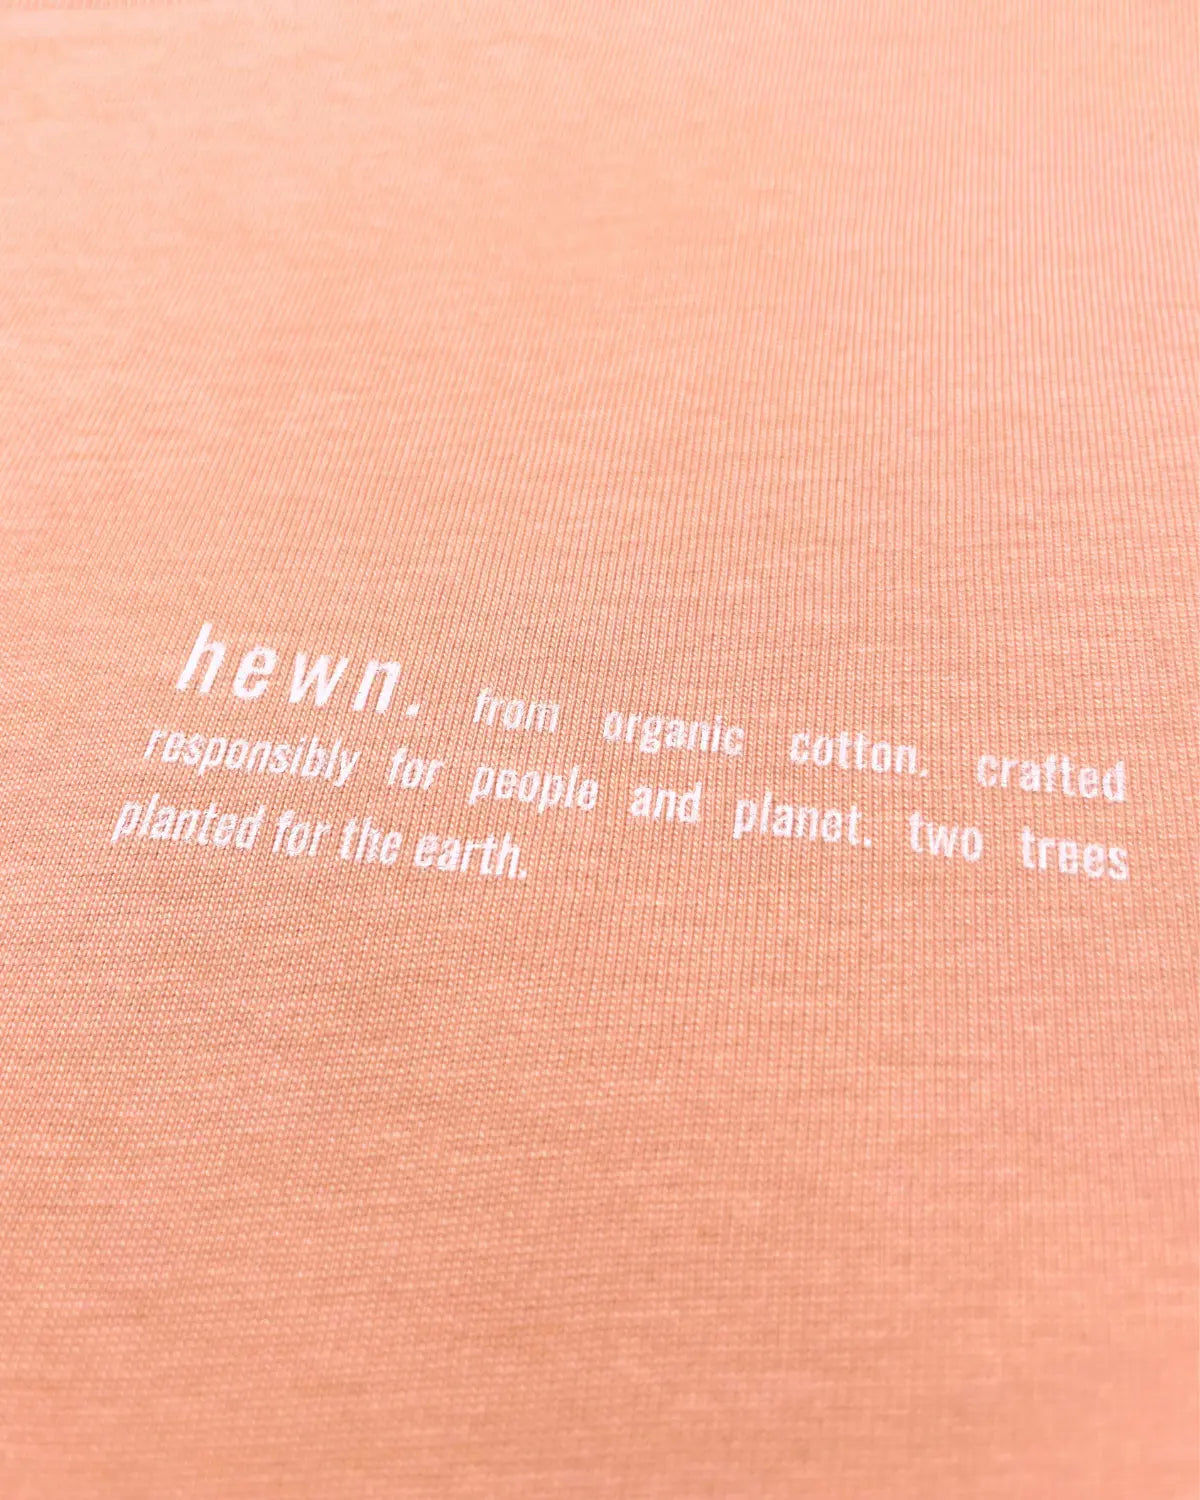 hewn. from organic cotton. crafted
responsibly for people and planet. two trees
planted for the earth.